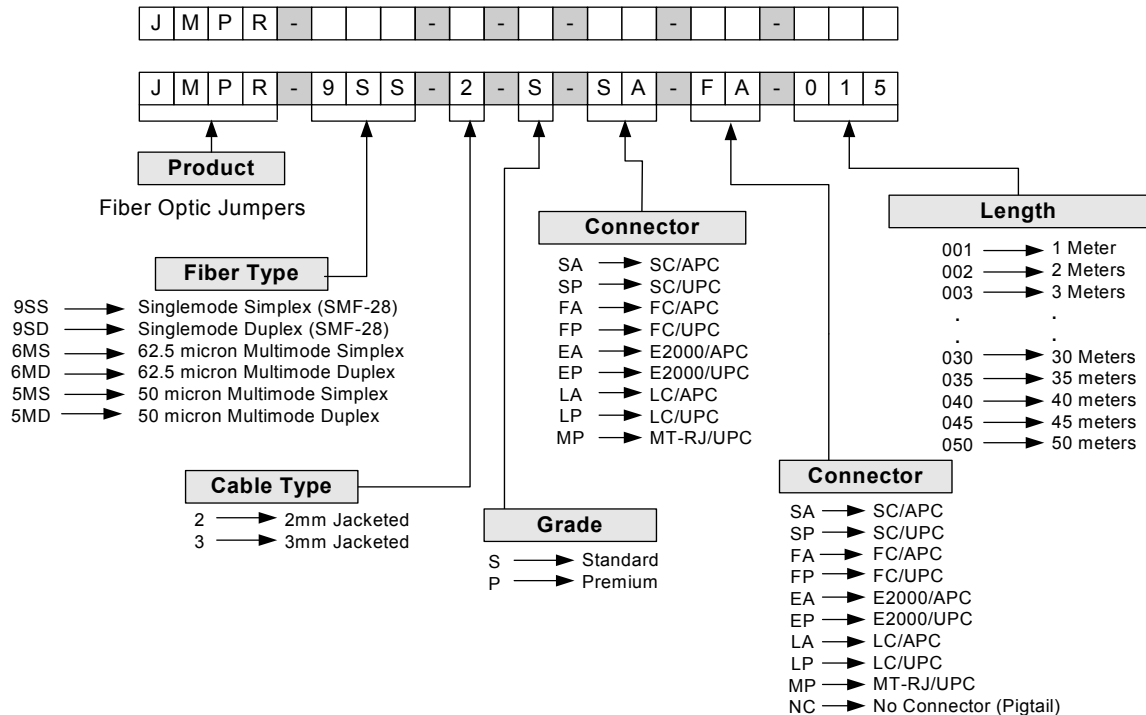 J M P R - - - - - -
J M P R - 9 S S - 2 - S - S A - F A - 0 1 5
Product
Fiber Optic Jumpers
Fiber Type
9SS Singlemode Simplex (SMF-28)
9SD Singlemode Duplex (SMF-28)
6MS 62.5 micron Multimode Simplex
6MD 62.5 micron Multimode Duplex
5MS 50 micron Multimode Simplex
5MD 50 micron Multimode Duplex
Cable Type
2 2mm Jacketed
3 3mm Jacketed
Grade
S Standard
P Premium
Connector
SA SC/APC
SP SC/UPC
FA FC/APC
FP FC/UPC
EA E2000/APC
EP E2000/UPC
LA LC/APC
LP LC/UPC
MP MT-RJ/UPC
Connector
SA SC/APC
SP SC/UPC
FA FC/APC
FP FC/UPC
EA E2000/APC
EP E2000/UPC
LA LC/APC
LP LC/UPC
MP MT-RJ/UPC
NC No Connector (Pigtail)
Length
001 1 Meter
002 2 Meters
003 3 Meters
. .
. .
030 30 Meters
035 35 meters
040 40 meters
045 45 meters
050 50 meters